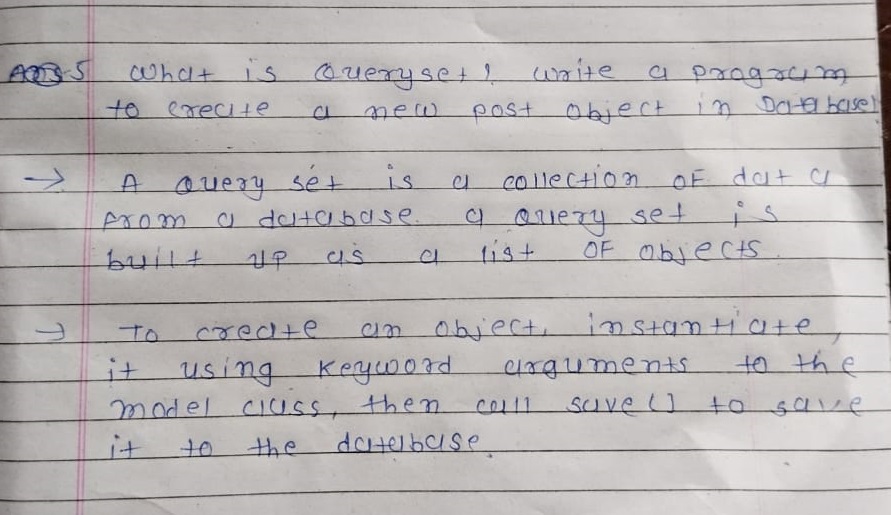 Ans-5 What is Queryset? write a program
to create a new post object in Database?
→ A Query set is a collection OF data
From a database. a Query set is
built up as a list OF objects.
→ To create an object, instantiate,
it using Keyword arguments to the
model class, then call save() to save
it to the database.